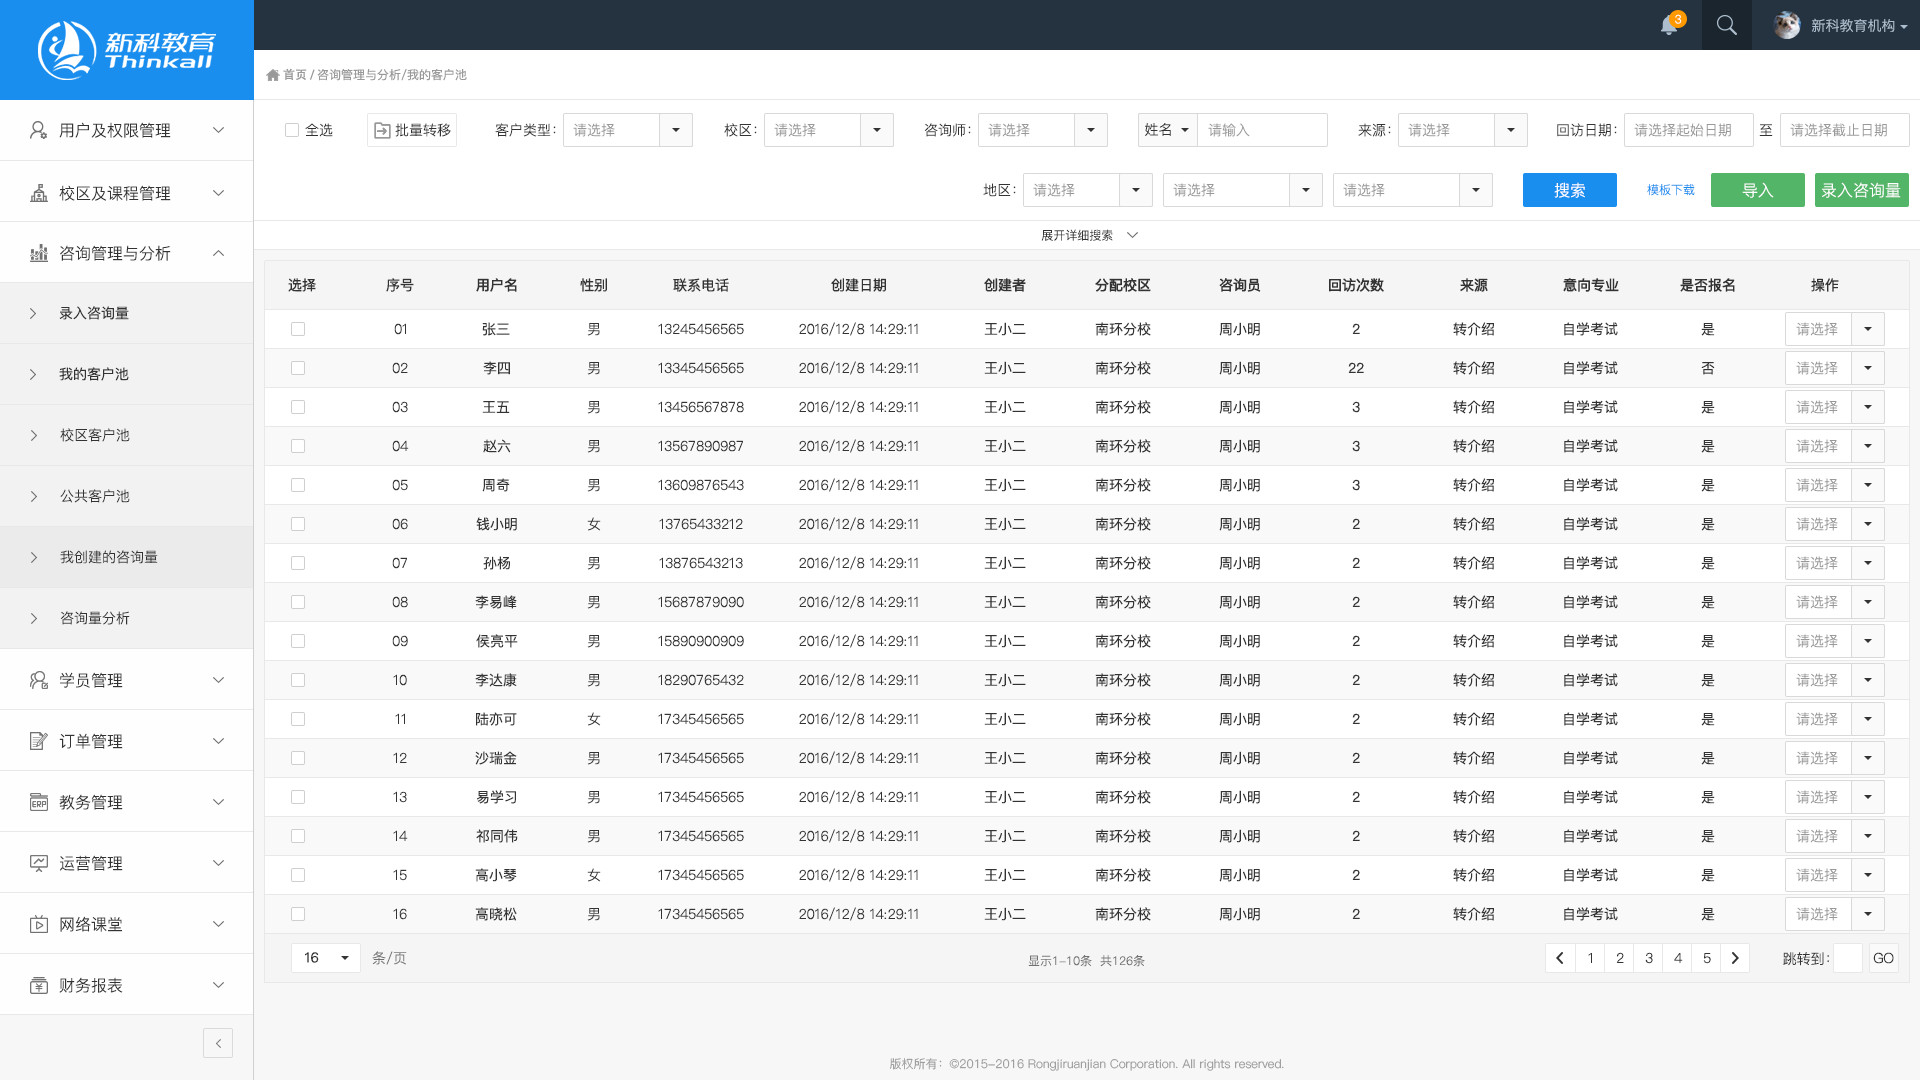 新科教育
Thinkall
3
新科教育机构
首页 / 咨询管理与分析/我的客户池
用户及权限管理
校区及课程管理
咨询管理与分析
录入咨询量
我的客户池
校区客户池
公共客户池
我创建的咨询量
咨询量分析
学员管理
订单管理
教务管理
ERP
运营管理
网络课堂
财务报表
全选 批量转移 客户类型: 请选择 校区: 请选择 咨询师: 请选择 姓名 请输入 来源: 请选择 回访日期: 请选择起始日期 至 请选择截止日期
地区: 请选择 请选择 请选择 搜索 模板下载 导入 录入咨询量
展开详细搜索
选择 序号 用户名 性别 联系电话 创建日期 创建者 分配校区 咨询员 回访次数 来源 意向专业 是否报名 操作
01 张三 男 13245456565 2016/12/8 14:29:11 王小二 南环分校 周小明 2 转介绍 自学考试 是 请选择
02 李四 男 13345456565 2016/12/8 14:29:11 王小二 南环分校 周小明 22 转介绍 自学考试 否 请选择
03 王五 男 13456567878 2016/12/8 14:29:11 王小二 南环分校 周小明 3 转介绍 自学考试 是 请选择
04 赵六 男 13567890987 2016/12/8 14:29:11 王小二 南环分校 周小明 3 转介绍 自学考试 是 请选择
05 周奇 男 13609876543 2016/12/8 14:29:11 王小二 南环分校 周小明 3 转介绍 自学考试 是 请选择
06 钱小明 女 13765433212 2016/12/8 14:29:11 王小二 南环分校 周小明 2 转介绍 自学考试 是 请选择
07 孙杨 男 13876543213 2016/12/8 14:29:11 王小二 南环分校 周小明 2 转介绍 自学考试 是 请选择
08 李易峰 男 15687879090 2016/12/8 14:29:11 王小二 南环分校 周小明 2 转介绍 自学考试 是 请选择
09 侯亮平 男 15890900909 2016/12/8 14:29:11 王小二 南环分校 周小明 2 转介绍 自学考试 是 请选择
10 李达康 男 18290765432 2016/12/8 14:29:11 王小二 南环分校 周小明 2 转介绍 自学考试 是 请选择
11 陆亦可 女 17345456565 2016/12/8 14:29:11 王小二 南环分校 周小明 2 转介绍 自学考试 是 请选择
12 沙瑞金 男 17345456565 2016/12/8 14:29:11 王小二 南环分校 周小明 2 转介绍 自学考试 是 请选择
13 易学习 男 17345456565 2016/12/8 14:29:11 王小二 南环分校 周小明 2 转介绍 自学考试 是 请选择
14 祁同伟 男 17345456565 2016/12/8 14:29:11 王小二 南环分校 周小明 2 转介绍 自学考试 是 请选择
15 高小琴 女 17345456565 2016/12/8 14:29:11 王小二 南环分校 周小明 2 转介绍 自学考试 是 请选择
16 高晓松 男 17345456565 2016/12/8 14:29:11 王小二 南环分校 周小明 2 转介绍 自学考试 是 请选择
16 条/页 显示1-10条 共126条 1 2 3 4 5 跳转到: GO
版权所有: ©2015-2016 Rongjiruanjian Corporation. All rights reserved.